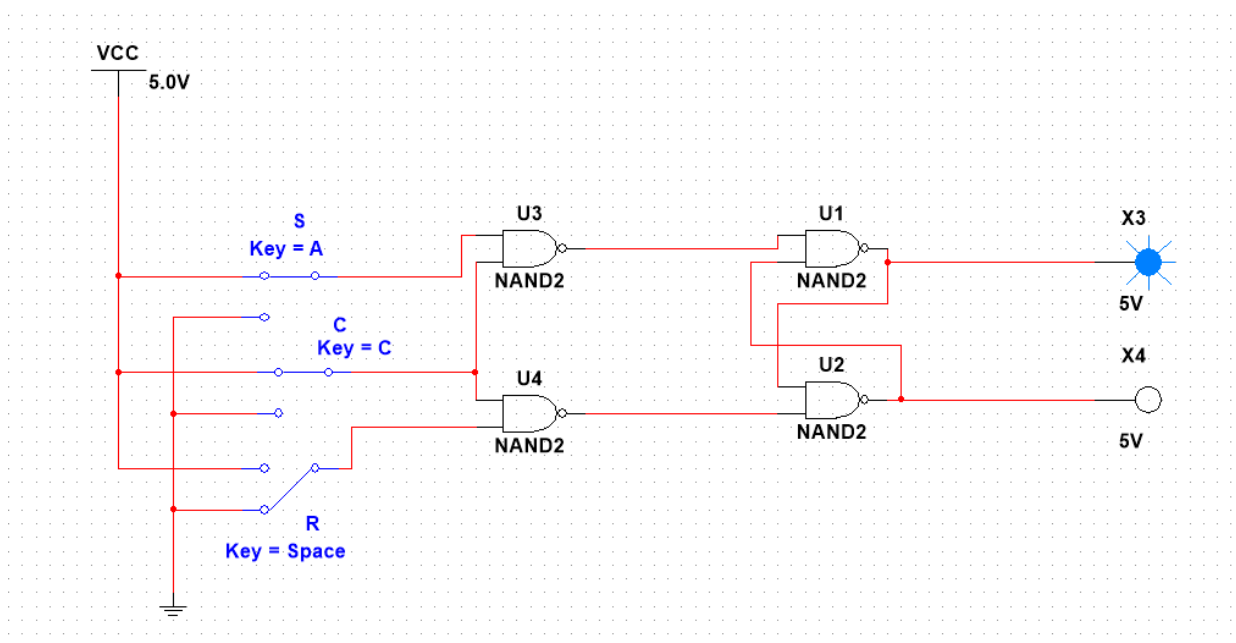 VCC
5.0V
S
Key = A
C
Key = C
R
Key = Space
U3
NAND2
U4
NAND2
U1
NAND2
U2
NAND2
X3
5V
X4
5V